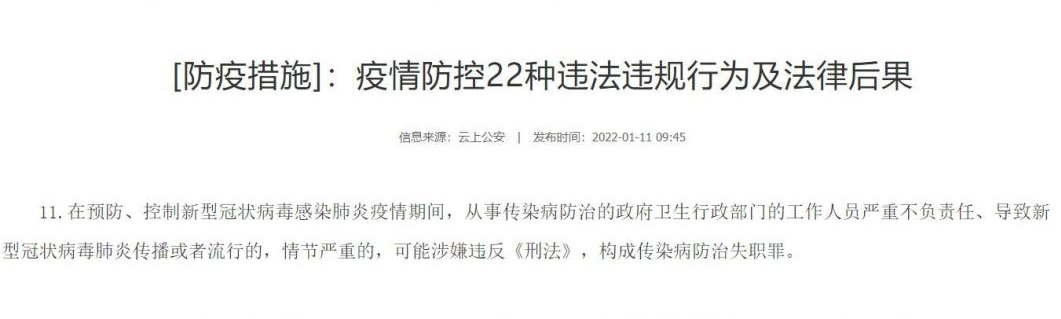 [防疫措施]：疫情防控22种违法违规行为及法律后果
信息来源：云上公安 | 发布时间：2022-01-11 09:45
11.在预防、控制新型冠状病毒感染肺炎疫情期间，从事传染病防治的政府卫生行政部门的工作人员严重不负责任、导致新
型冠状病毒肺炎传播或者流行的，情节严重的，可能涉嫌违反《刑法》，构成传染病防治失职罪。